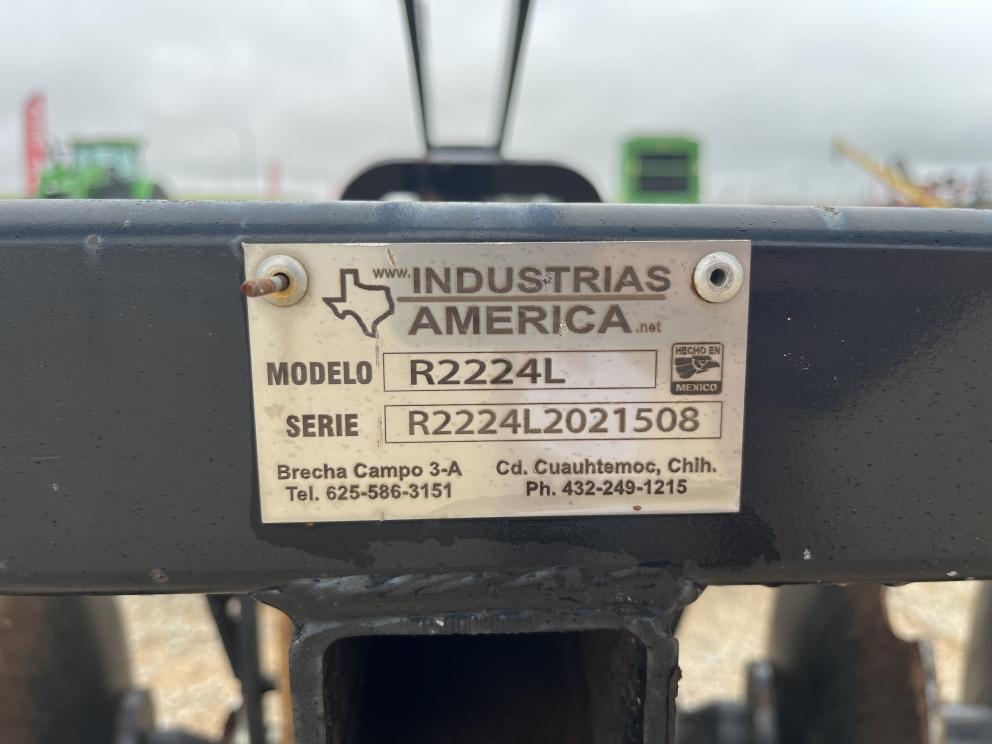 www. INDUSTRIAS
AMERICA .net
MODELO R2224L
HECHO EN
MEXICO
SERIE R2224L2021508
Brecha Campo 3-A Cd. Cuauhtemoc, Chih.
Tel. 625-586-3151 Ph. 432-249-1215